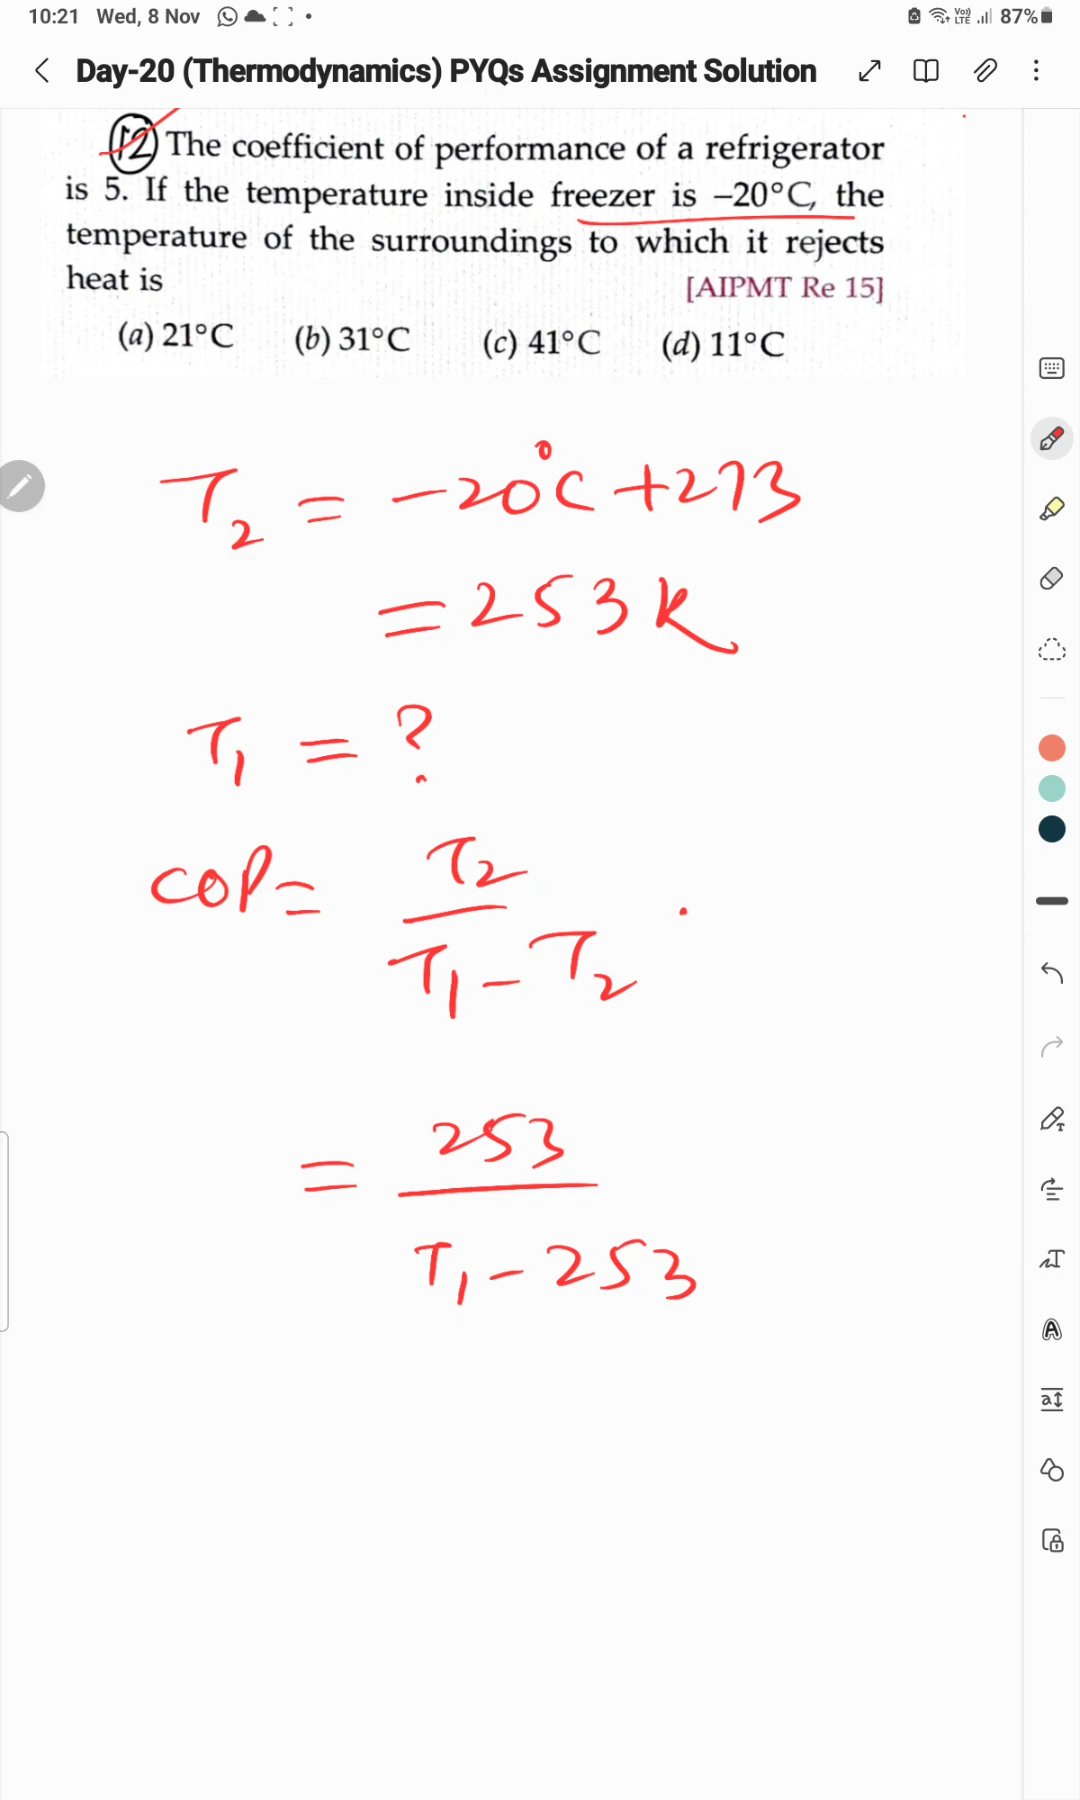 10:21 Wed, 8 Nov 87%
Day-20 (Thermodynamics) PYQs Assignment Solution
12 The coefficient of performance of a refrigerator
is 5. If the temperature inside freezer is –20°C, the
temperature of the surroundings to which it rejects
heat is [AIPMT Re 15]
(a) 21°C (b) 31°C (c) 41°C (d) 11°C
T₂ = -20°C + 273
= 253 K
T₁ = ?
COP = T₂
T₁ - T₂
= 253
T₁ - 253